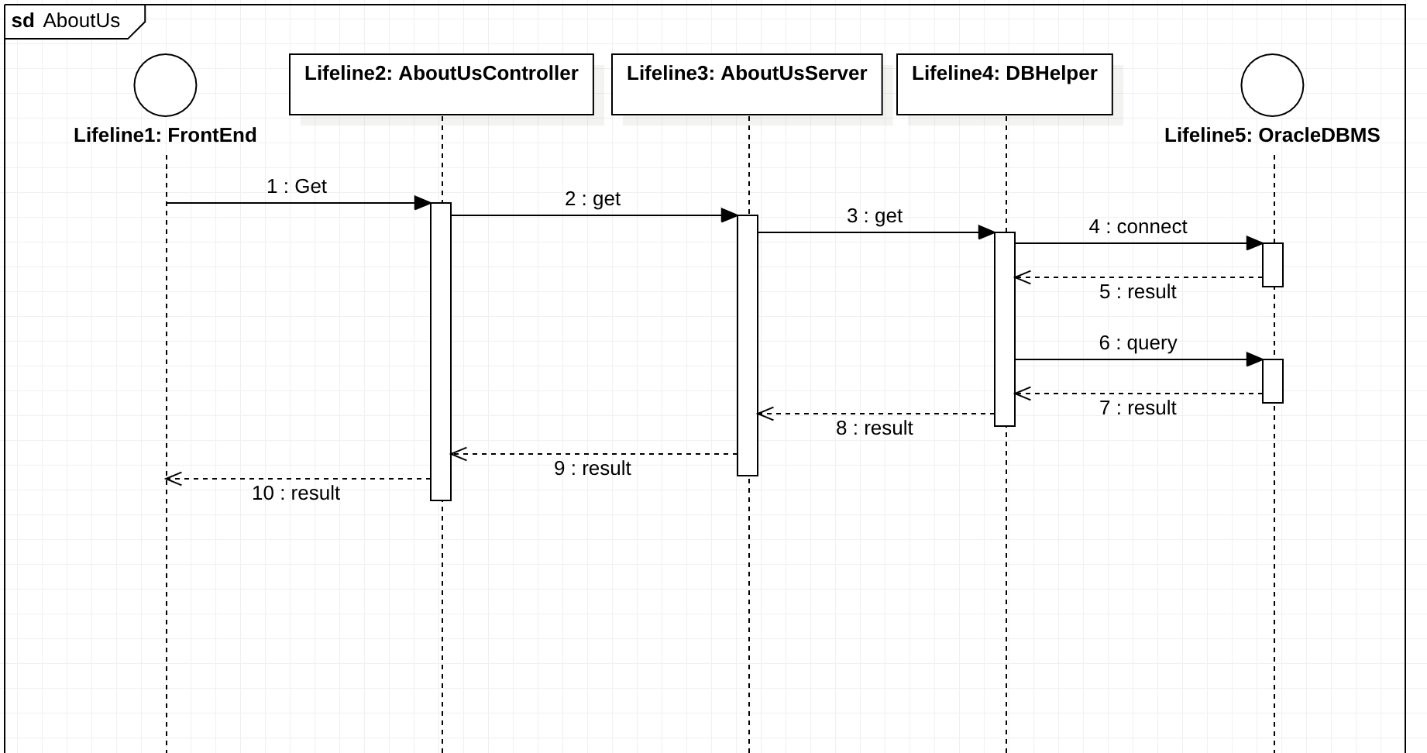 sd AboutUs
Lifeline2: AboutUsController
Lifeline3: AboutUsServer
Lifeline4: DBHelper
Lifeline1: FrontEnd
Lifeline5: OracleDBMS
1 : Get
2 : get
3 : get
4 : connect
5 : result
6 : query
7 : result
8 : result
9 : result
10 : result